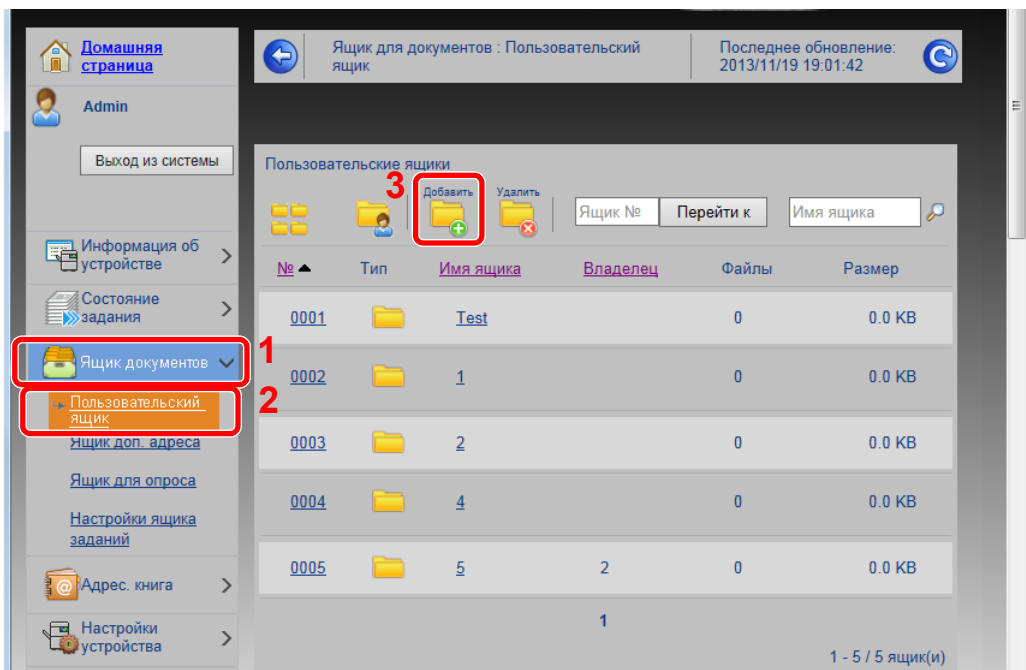 Домашняя
страница
Admin
Выход из системы
Информация об
устройстве
Состояние
задания
Ящик документов
1
Пользовательский
ящик
2
Ящик доп. адреса
Ящик для опроса
Настройки ящика
заданий
Адрес. книга
Настройки
устройства
Ящик для документов : Пользовательский
ящик
Последнее обновление:
2013/11/19 19:01:42
Пользовательские ящики
3
Добавить
Удалить
Ящик №
Перейти к
Имя ящика
№ Тип Имя ящика Владелец Файлы Размер
0001 Test 0 0.0 KB
0002 1 0 0.0 KB
0003 2 0 0.0 KB
0004 4 0 0.0 KB
0005 5 2 0 0.0 KB
1
1 - 5 / 5 ящик(и)